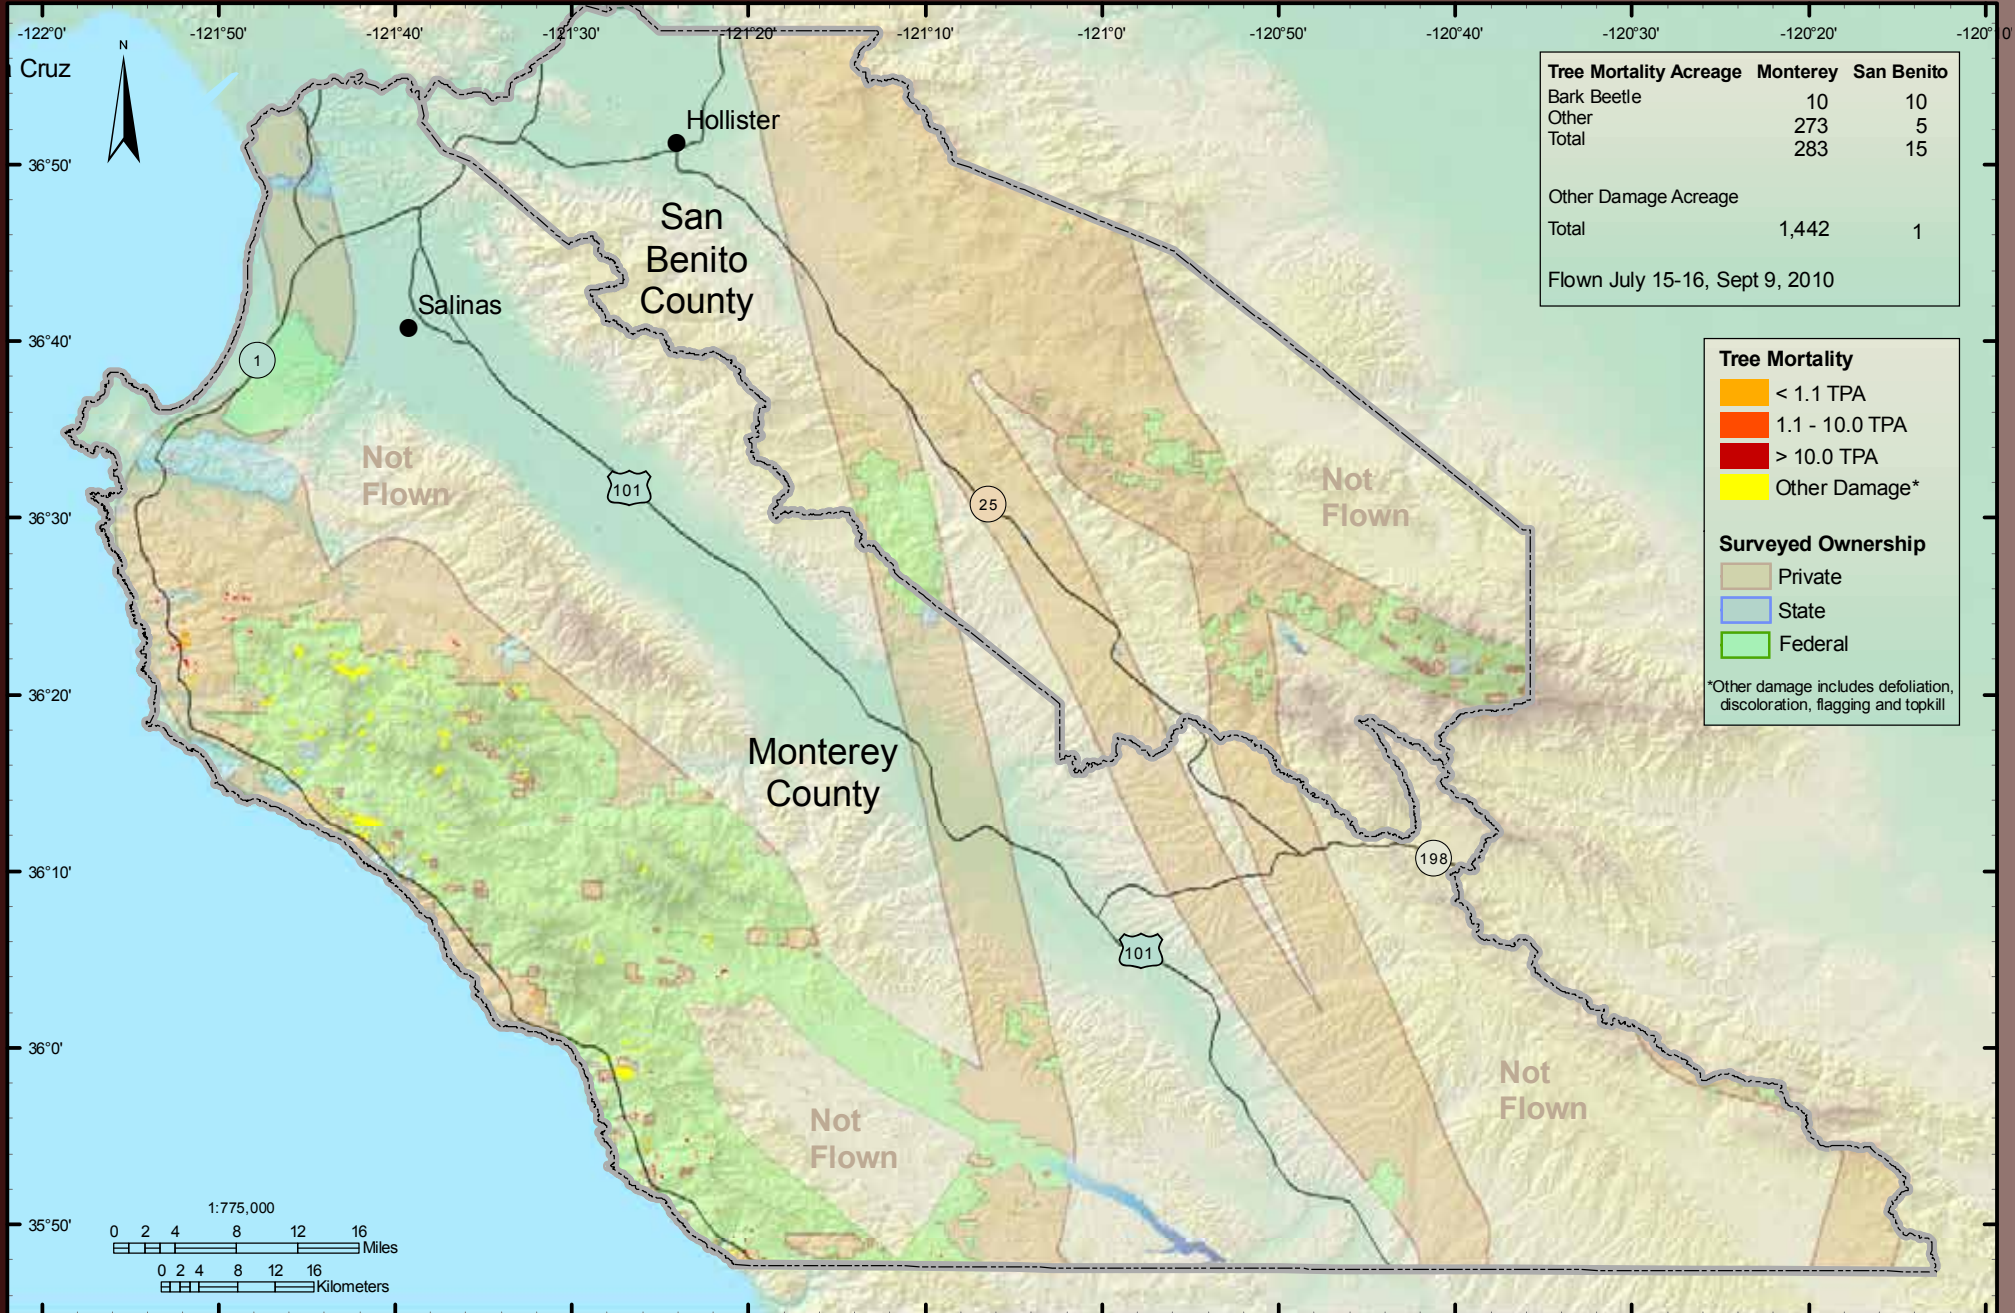 -122°0'
-121°50'
-121°40'
-121°30'
-121°20'
-121°10'
-121°0'
-120°50'
-120°40'
-120°30'
-120°20'
Cruz
N
36°50'
36°40'
36°30'
36°20'
36°10'
36°0'
35°50'
Hollister
San
Benito
County
Salinas
1
Not
Flown
101
25
Not
Flown
Monterey
County
198
101
Not
Flown
Not
Flown
Tree Mortality Acreage Monterey San Benito
Bark Beetle 10 10
Other 273 5
Total 283 15
Other Damage Acreage
Total 1,442 1
Flown July 15-16, Sept 9, 2010
Tree Mortality
< 1.1 TPA
1.1 - 10.0 TPA
> 10.0 TPA
Other Damage*
Surveyed Ownership
Private
State
Federal
*Other damage includes defoliation,
discoloration, flagging and topkill
1:775,000
0 2 4 8 12 16
Miles
0 2 4 8 12 16
Kilometers